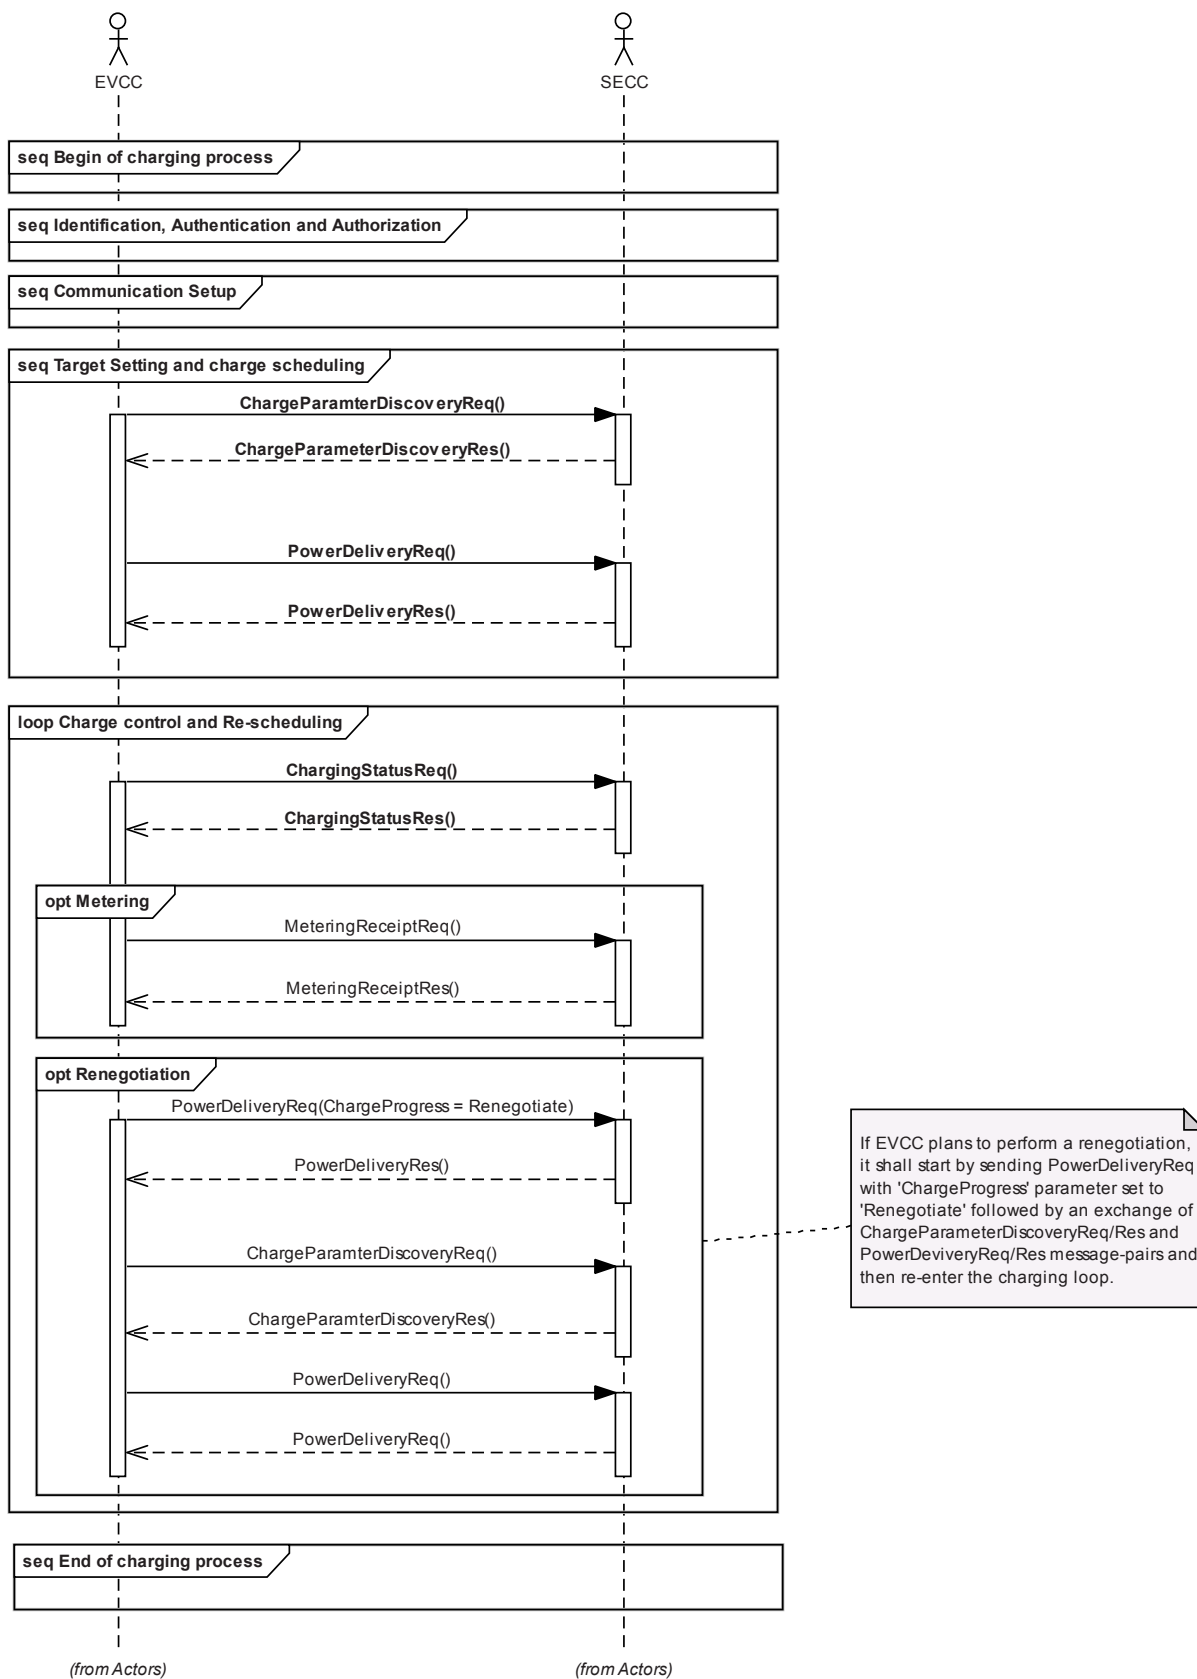 EVCC
SECC
seq Begin of charging process
seq Identification, Authentication and Authorization
seq Communication Setup
seq Target Setting and charge scheduling
ChargeParamterDiscoveryReq()
ChargeParameterDiscoveryRes()
PowerDeliveryReq()
PowerDeliveryRes()
loop Charge control and Re-scheduling
ChargingStatusReq()
ChargingStatusRes()
opt Metering
MeteringReceiptReq()
MeteringReceiptRes()
opt Renegotiation
PowerDeliveryReq(ChargeProgress = Renegotiate)
PowerDeliveryRes()
ChargeParamterDiscoveryReq()
ChargeParamterDiscoveryRes()
PowerDeliveryReq()
PowerDeliveryReq()
If EVCC plans to perform a renegotiation,
it shall start by sending PowerDeliveryReq
with 'ChargeProgress' parameter set to
'Renegotiate' followed by an exchange of
ChargeParameterDiscoveryReq/Res and
PowerDeviveryReq/Res message-pairs and
then re-enter the charging loop.
seq End of charging process
(from Actors)
(from Actors)